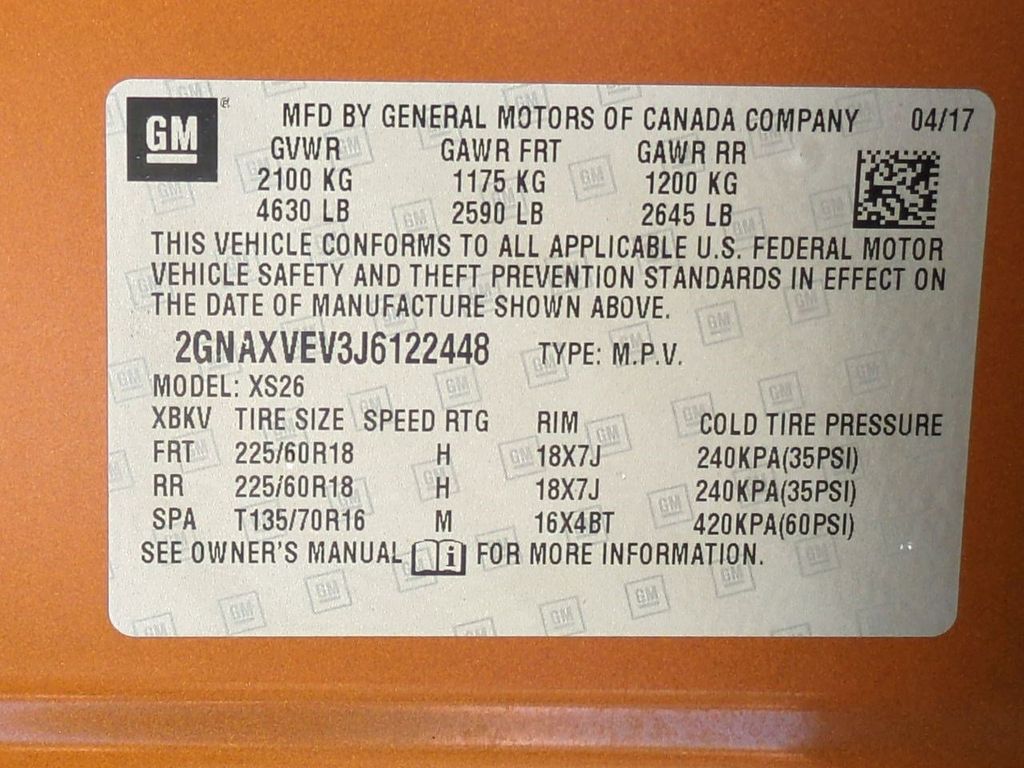 GM ® MFD BY GENERAL MOTORS OF CANADA COMPANY 04/17
GVWR GAWR FRT GAWR RR
2100 KG 1175 KG 1200 KG
4630 LB 2590 LB 2645 LB
THIS VEHICLE CONFORMS TO ALL APPLICABLE U.S. FEDERAL MOTOR
VEHICLE SAFETY AND THEFT PREVENTION STANDARDS IN EFFECT ON
THE DATE OF MANUFACTURE SHOWN ABOVE.
2GNAXVEV3J6122448 TYPE: M.P.V.
MODEL: XS26
XBKV TIRE SIZE SPEED RTG RIM COLD TIRE PRESSURE
FRT 225/60R18 H 18X7J 240KPA(35PSI)
RR 225/60R18 H 18X7J 240KPA(35PSI)
SPA T135/70R16 M 16X4BT 420KPA(60PSI)
SEE OWNER'S MANUAL i FOR MORE INFORMATION.